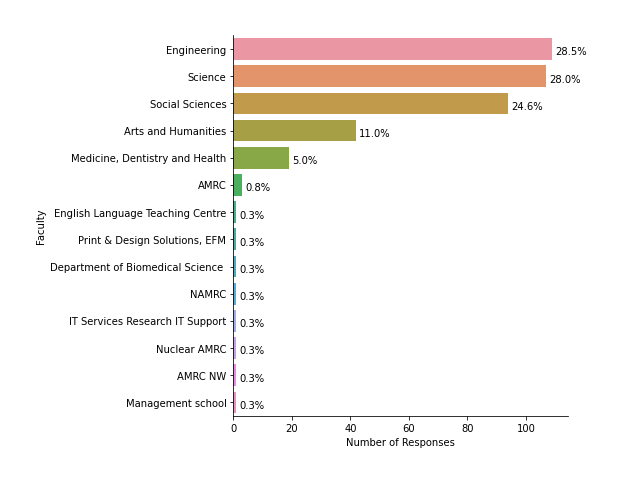 Engineering 28.5%
Science 28.0%
Social Sciences 24.6%
Arts and Humanities 11.0%
Medicine, Dentistry and Health 5.0%
AMRC 0.8%
English Language Teaching Centre 0.3%
Print & Design Solutions, EFM 0.3%
Department of Biomedical Science 0.3%
NAMRC 0.3%
IT Services Research IT Support 0.3%
Nuclear AMRC 0.3%
AMRC NW 0.3%
Management school 0.3%
Faculty
0 20 40 60 80 100
Number of Responses